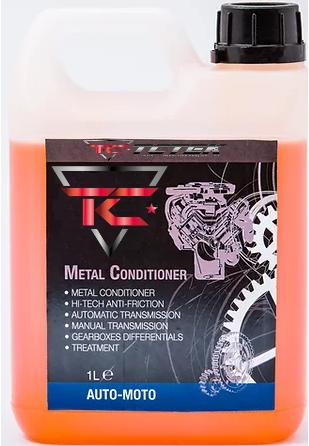 TC
METAL CONDITIONER
• METAL CONDITIONER
• HI-TECH ANTI-FRICTION
• AUTOMATIC TRANSMISSION
• MANUAL TRANSMISSION
• GEARBOXES DIFFERENTIALS
• TREATMENT
1L e
AUTO-MOTO